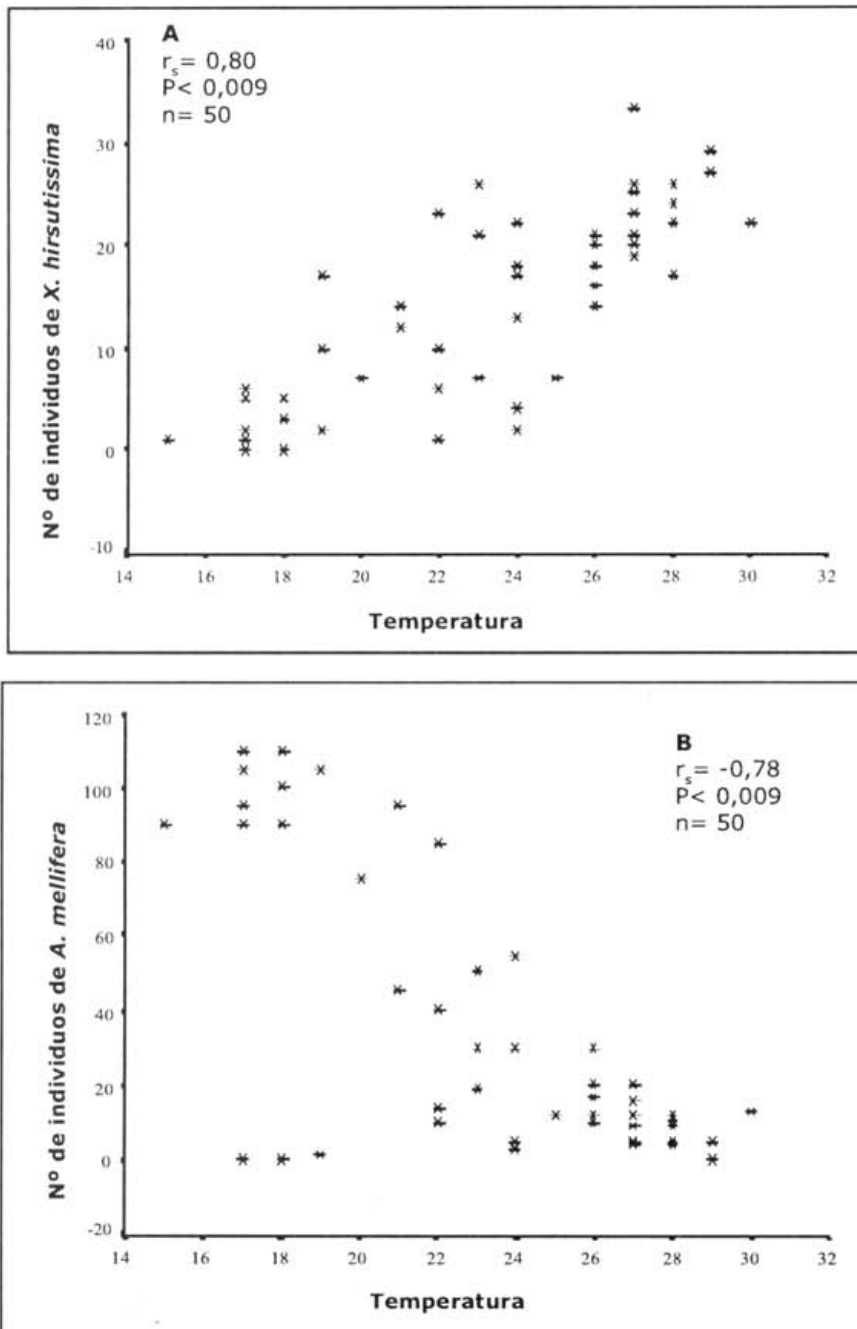 A
r_s= 0,80
P< 0,009
n= 50
Nº de individuos de X. hirsutissima
40
30
20
10
0
-10
14 16 18 20 22 24 26 28 30 32
Temperatura
B
r_s= -0,78
P< 0,009
n= 50
Nº de individuos de A. mellifera
120
100
80
60
40
20
0
-20
14 16 18 20 22 24 26 28 30 32
Temperatura